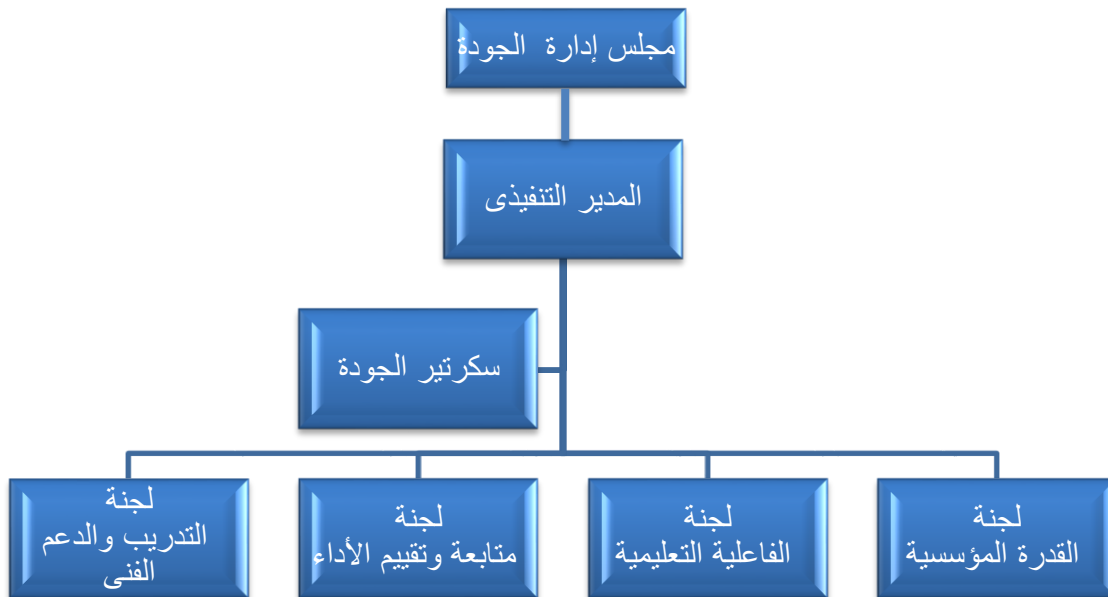 مجلس إدارة الجودة
المدير التنفيذى
سكرتير الجودة
لجنة
القدرة المؤسسية
لجنة
الفاعلية التعليمية
لجنة
متابعة وتقييم الأداء
لجنة
التدريب والدعم
الفنى